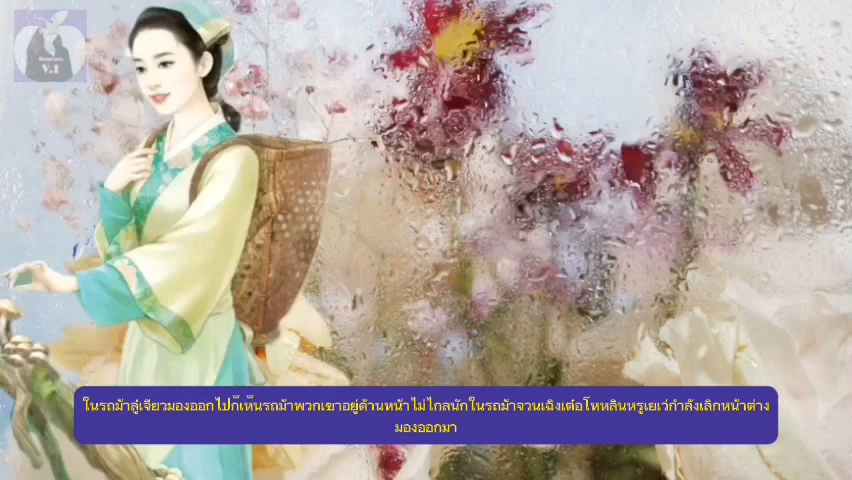 V.I
ในรถม้าลู่เจียวมองออกไปก็เห็นรถม้าพวกเขาอยู่ด้านหน้าไม่ไกลนักในรถม้าจวนเฉิงเต๋อโหหลินหรูเยเว่กำลังเลิกหน้าต่าง
มองออกมา